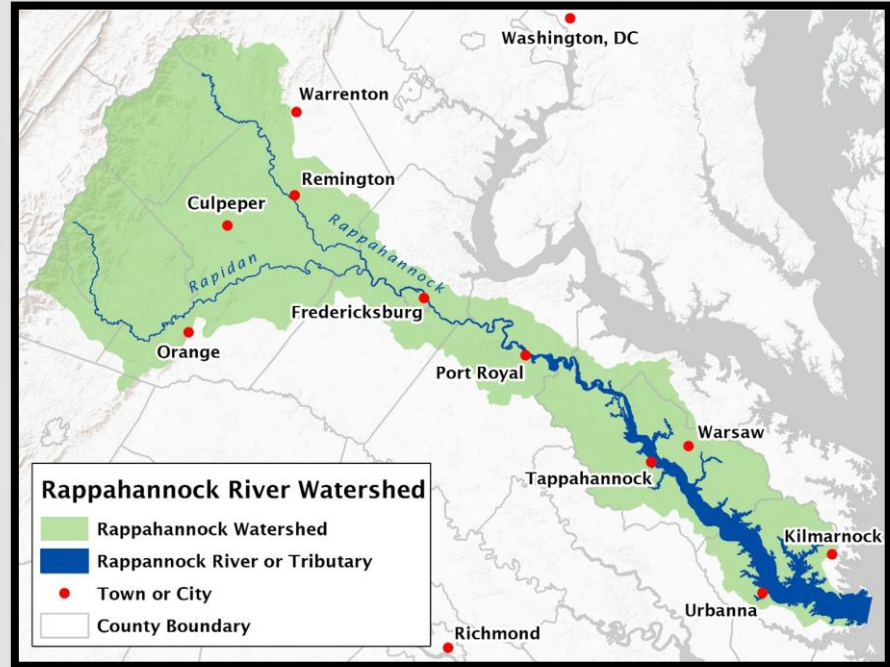 Washington, DC
Warrenton
Remington
Culpeper
Rappahannock
Rapidan
Fredericksburg
Orange
Port Royal
Warsaw
Tappahannock
Kilmarnock
Urbanna
Richmond
Rappahannock River Watershed
Rappahannock Watershed
Rappannock River or Tributary
Town or City
County Boundary